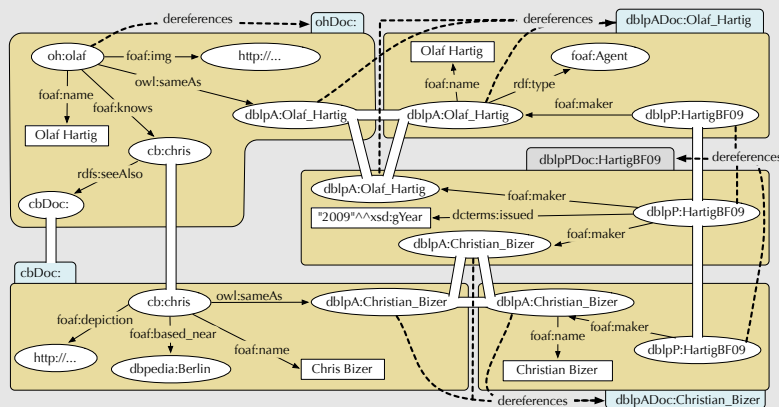 dereferences
ohDoc:
dereferences
dblpADoc:Olaf_Hartig
oh:olaf
foaf:img
http://...
owl:sameAs
foaf:name
foaf:knows
Olaf Hartig
dblpA:Olaf_Hartig
cb:chris
rdfs:seeAlso
cbDoc:
Olaf Hartig
foaf:Agent
foaf:name
rdf:type
dblpA:Olaf_Hartig
foaf:maker
dblpP:HartigBF09
dblpPDoc:HartigBF09
dereferences
dblpA:Olaf_Hartig
foaf:maker
"2009"^^xsd:gYear
dcterms:issued
dblpP:HartigBF09
foaf:maker
dblpA:Christian_Bizer
cbDoc:
cb:chris
owl:sameAs
dblpA:Christian_Bizer
foaf:depiction
foaf:based_near
foaf:name
http://...
dbpedia:Berlin
Chris Bizer
dblpA:Christian_Bizer
foaf:name
foaf:maker
dblpP:HartigBF09
Christian Bizer
dereferences
dblpADoc:Christian_Bizer